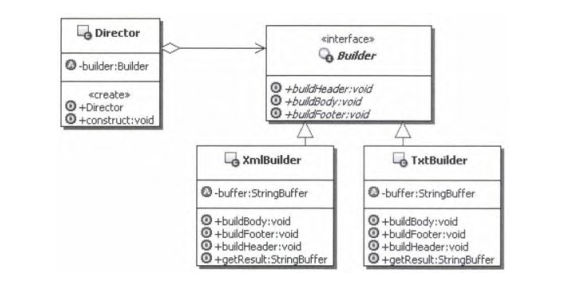 Director
-builder:Builder
«create»
+Director
+construct:void
«interface»
Builder
+buildHeader:void
+buildBody:void
+buildFooter:void
XmlBuilder
-buffer:StringBuffer
+buildBody:void
+buildFooter:void
+buildHeader:void
+getResult:StringBuffer
TxtBuilder
-buffer:StringBuffer
+buildBody:void
+buildFooter:void
+buildHeader:void
+getResult:StringBuffer